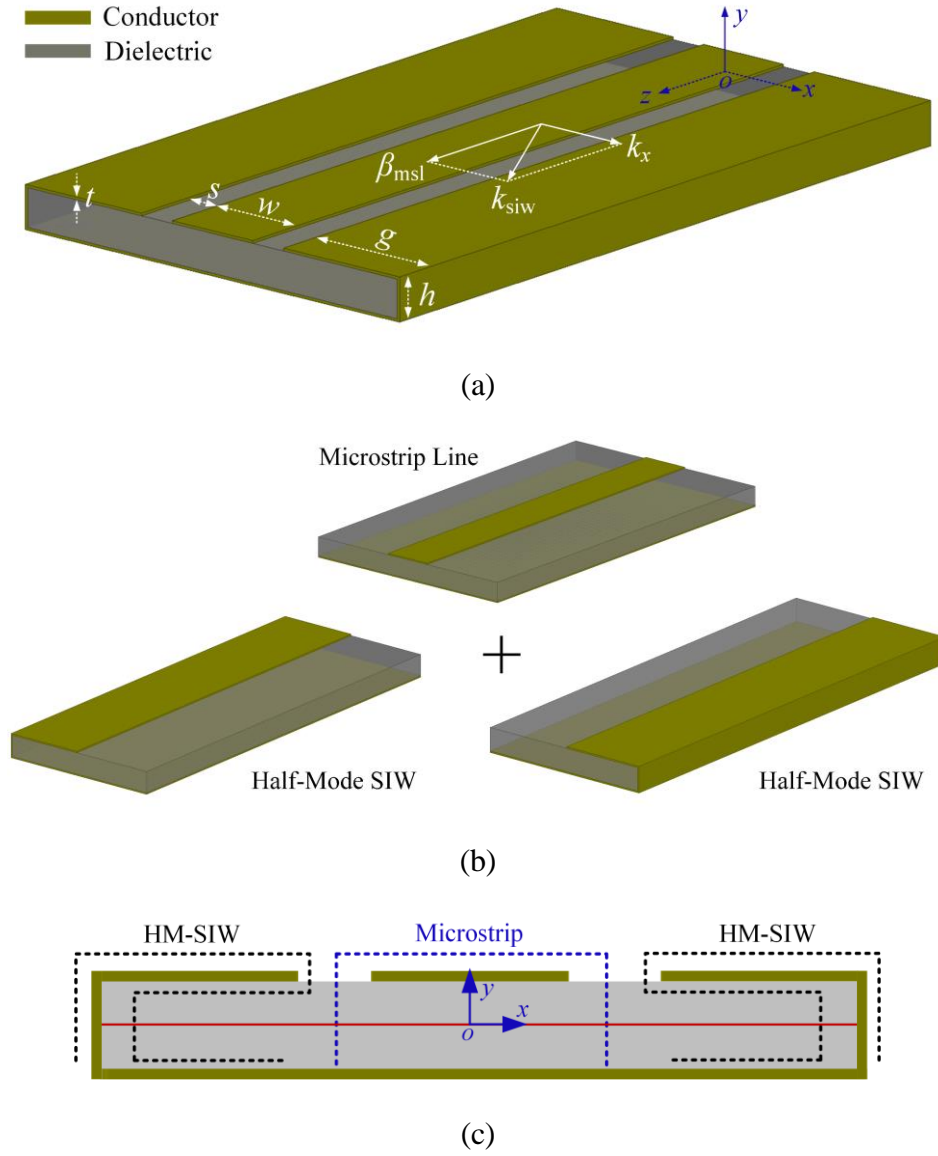 Conductor
Dielectric
y
z
o
x
k_x
β_msl
k_siw
s
w
t
g
h
(a)
Microstrip Line
+
Half-Mode SIW
Half-Mode SIW
(b)
HM-SIW
Microstrip
HM-SIW
y
x
o
(c)